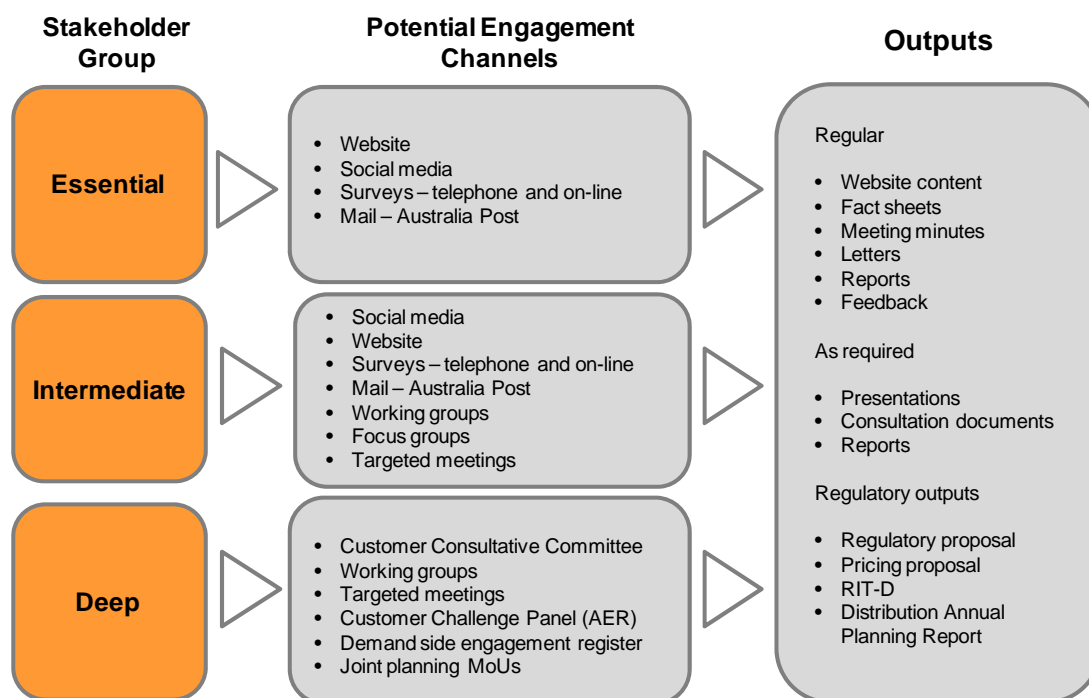 Stakeholder
Group
Potential Engagement
Channels
Outputs
Essential
• Website
• Social media
• Surveys – telephone and on-line
• Mail – Australia Post
Intermediate
• Social media
• Website
• Surveys – telephone and on-line
• Mail – Australia Post
• Working groups
• Focus groups
• Targeted meetings
Deep
• Customer Consultative Committee
• Working groups
• Targeted meetings
• Customer Challenge Panel (AER)
• Demand side engagement register
• Joint planning MoUs
Regular
• Website content
• Fact sheets
• Meeting minutes
• Letters
• Reports
• Feedback
As required
• Presentations
• Consultation documents
• Reports
Regulatory outputs
• Regulatory proposal
• Pricing proposal
• RIT-D
• Distribution Annual
Planning Report